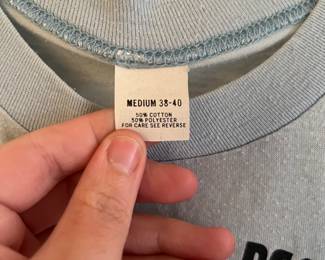 MEDIUM 38-40
50% COTTON
50% POLYESTER
FOR CARE SEE REVERSE